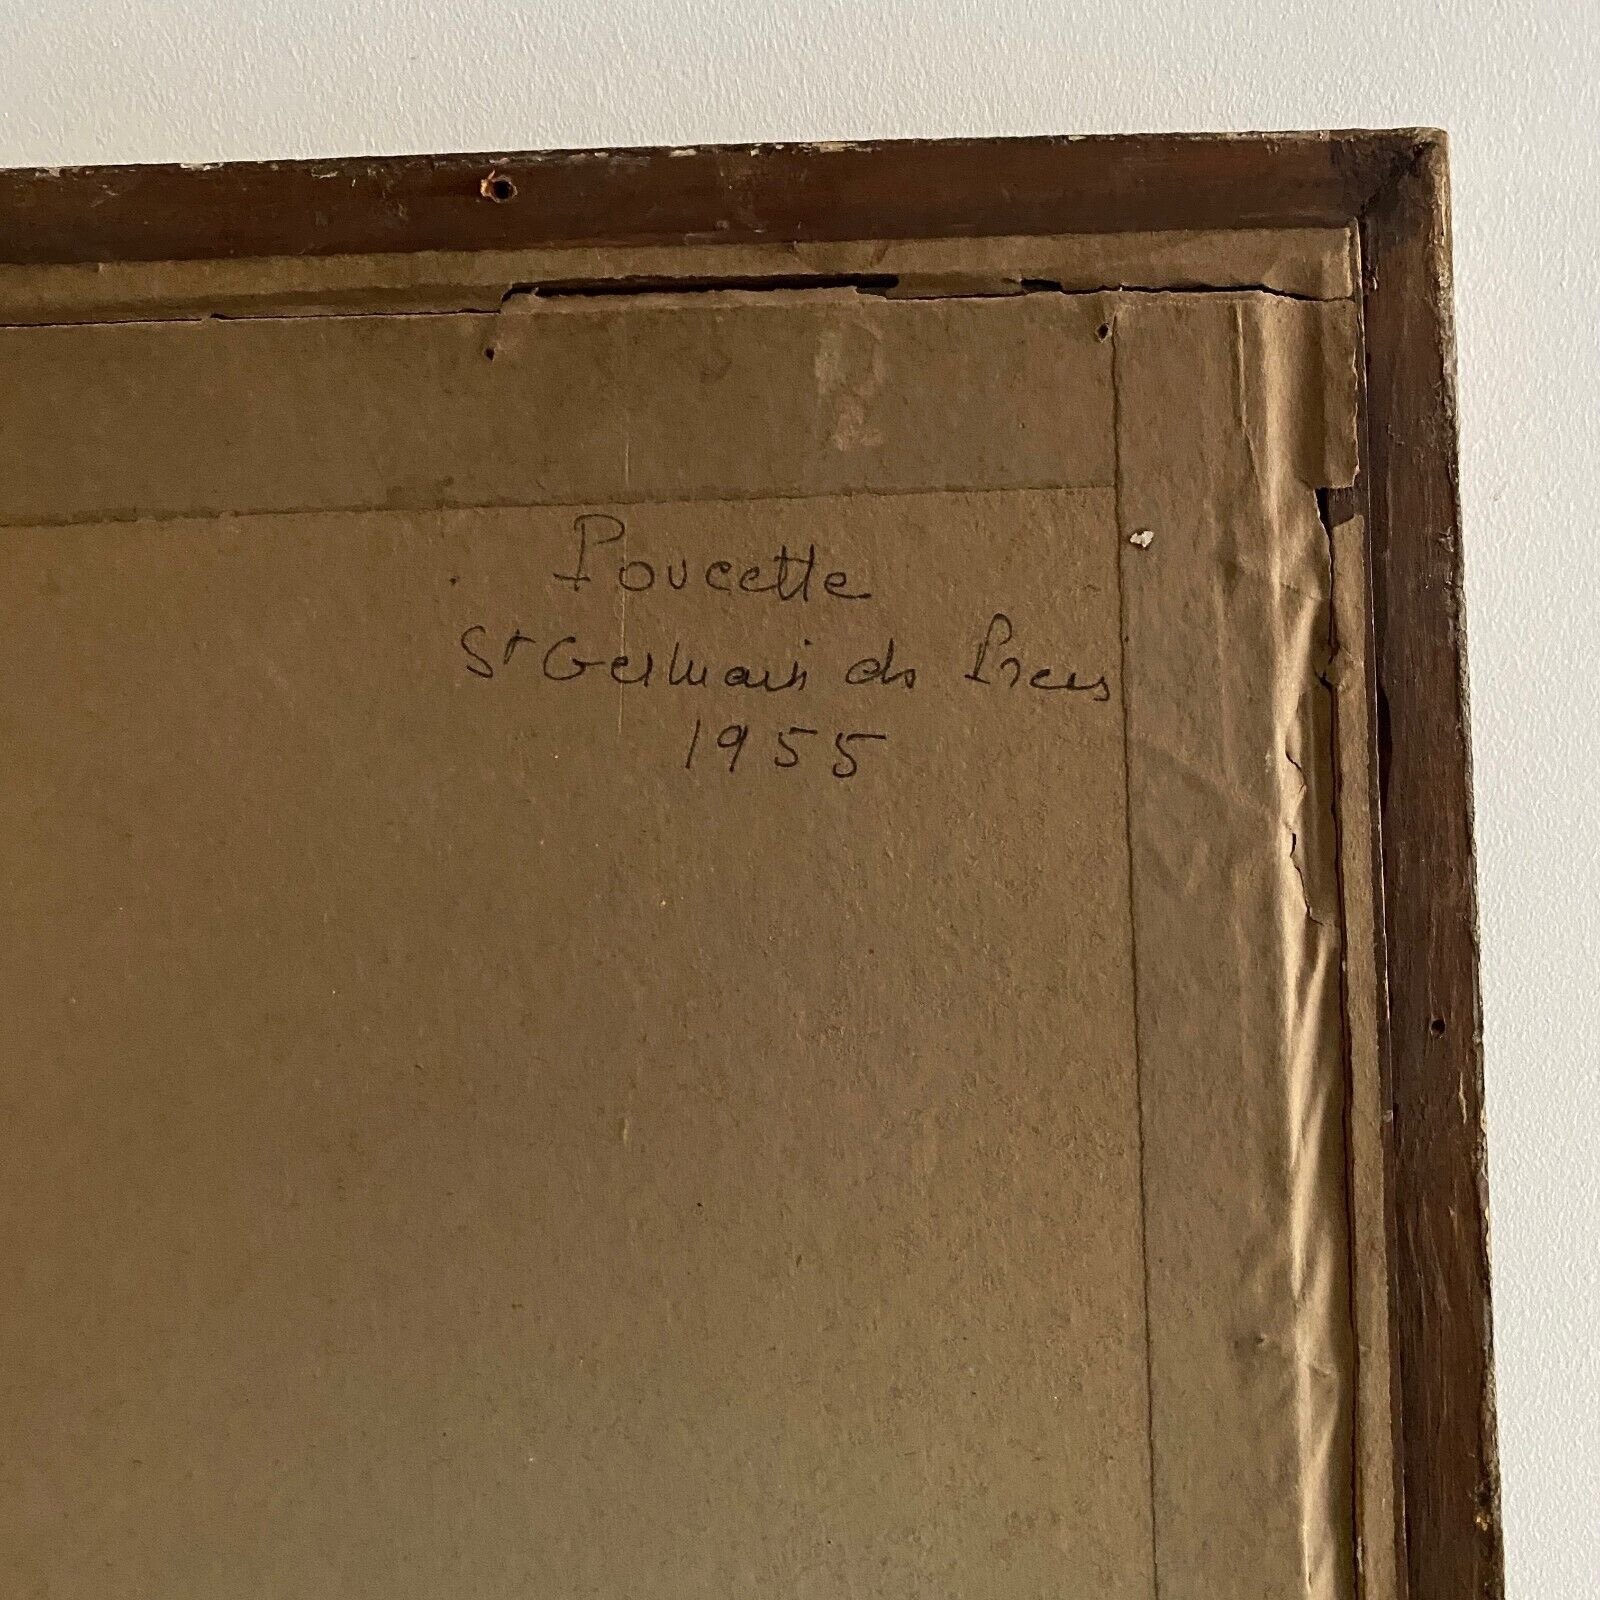 Poucette
St Germain des Prés
1955